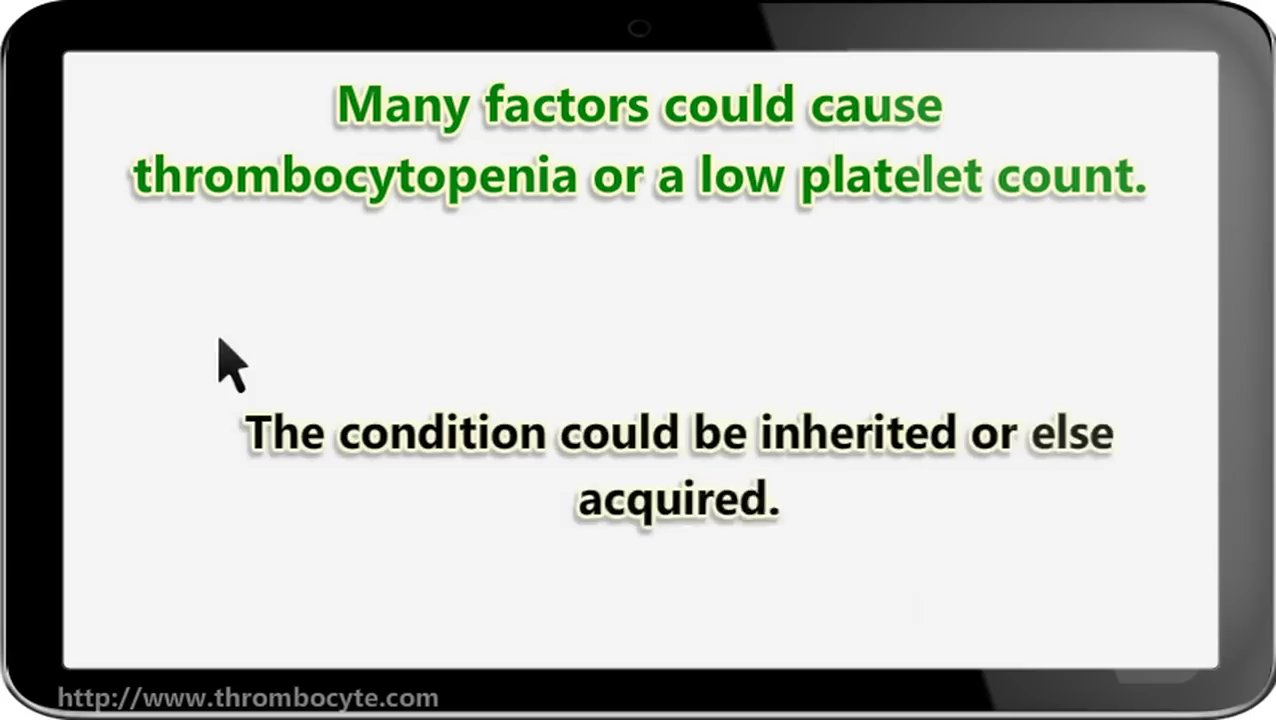 Many factors could cause
thrombocytopenia or a low platelet count.
The condition could be inherited or else
acquired.
http://www.thrombocyte.com